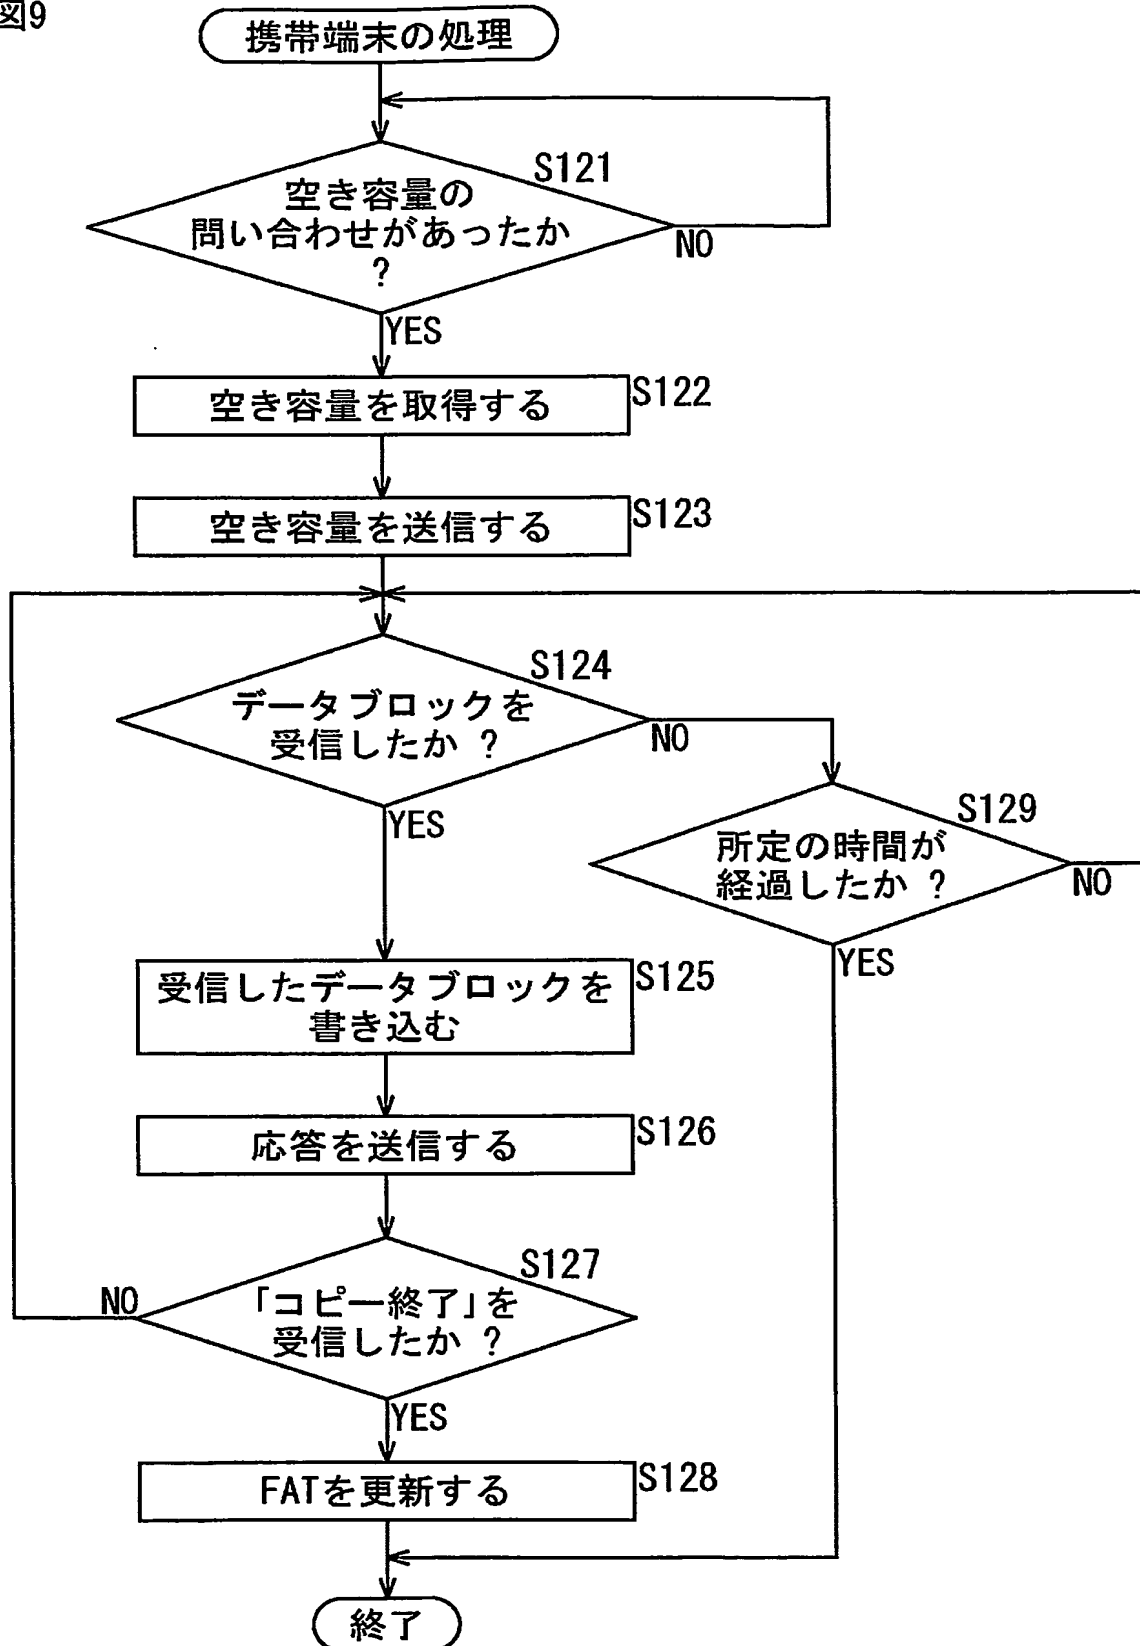 図9
携帯端末の処理
S121
空き容量の
問い合わせがあったか
?
NO
YES
空き容量を取得する
S122
空き容量を送信する
S123
S124
データブロックを
受信したか ?
NO
YES
S129
所定の時間が
経過したか ?
NO
YES
受信したデータブロックを
書き込む
S125
応答を送信する
S126
S127
「コピー終了」を
受信したか ?
NO
YES
FATを更新する
S128
終了